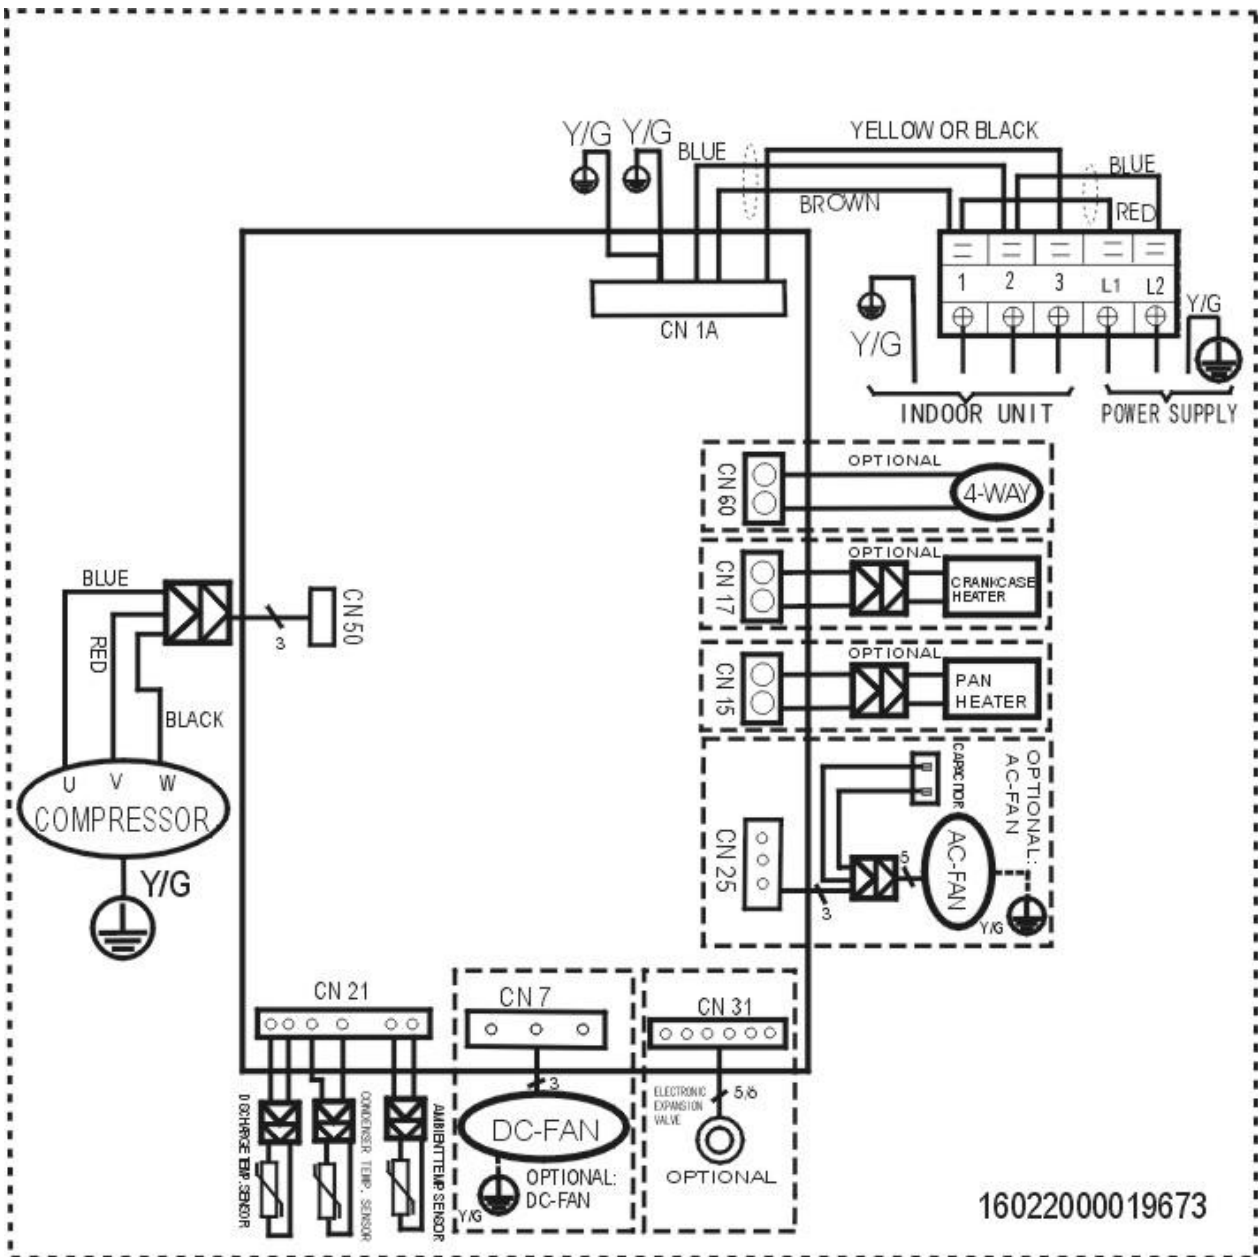 Y/G Y/G
YELLOW OR BLACK
BLUE
BLUE
BROWN
RED
1 2 3 L1 L2
CN 1A
Y/G
Y/G
INDOOR UNIT
POWER SUPPLY
CN 60
OPTIONAL
4-WAY
CN 17
OPTIONAL
CRANKCASE
HEATER
CN 15
OPTIONAL
PAN
HEATER
BLUE
RED
BLACK
3
CN 50
U V W
COMPRESSOR
Y/G
CAPACITOR
OPTIONAL:
AC-FAN
CN 25
3
5
AC-FAN
Y/G
CN 21
DISCHARGE TEMP. SENSOR
CONDENSER TEMP. SENSOR
AMBIENT TEMP SENSOR
CN 7
3
DC-FAN
OPTIONAL:
DC-FAN
Y/G
CN 31
ELECTRONIC
EXPANSION
VALVE
5/6
OPTIONAL
16022000019673